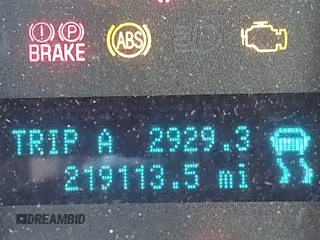 ! P
BRAKE
ABS
TRIP A 2929.3
219113.5 mi
DREAMBID